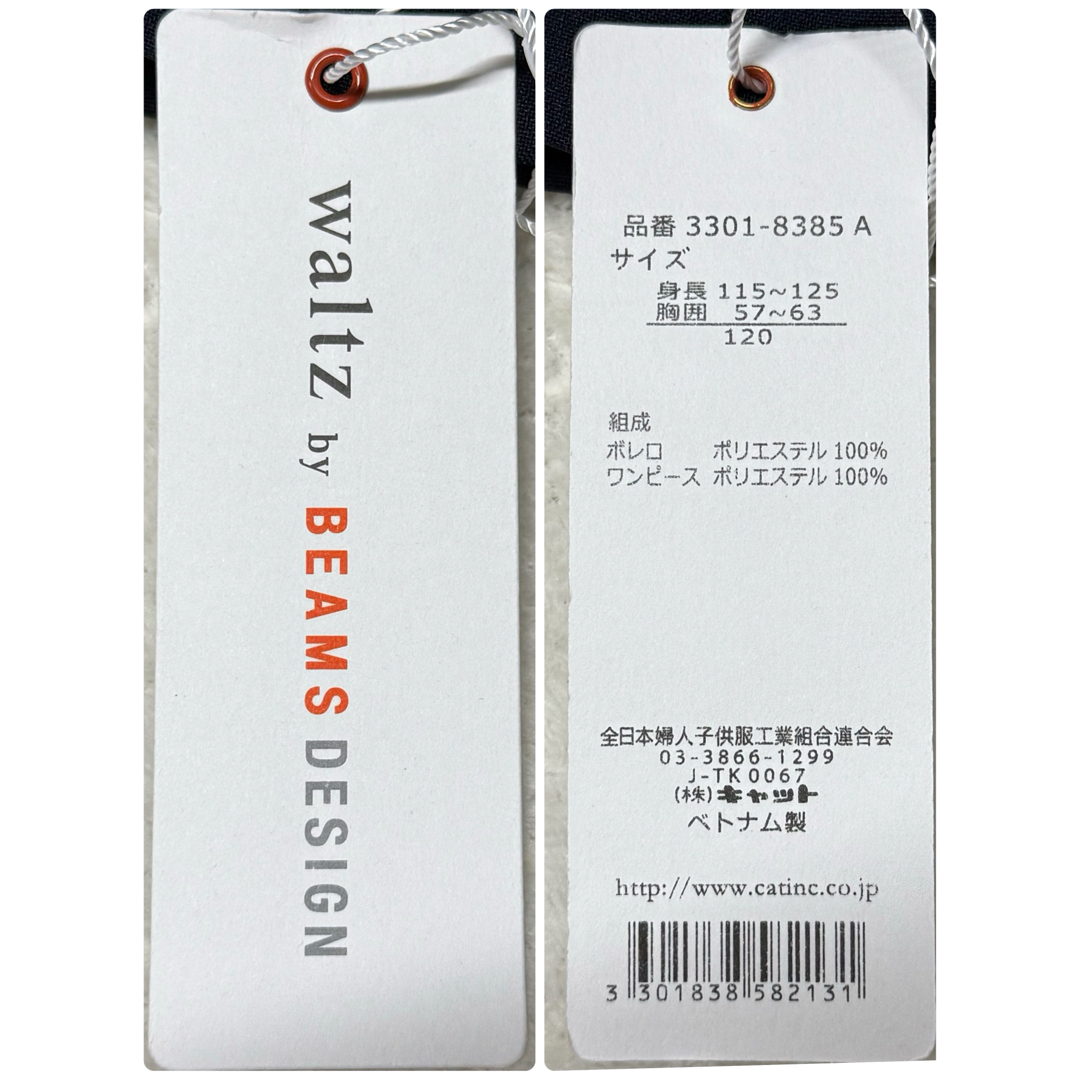 waltz by BEAMS DESIGN
品番 3301-8385 A
サイズ
身長 115~125
胸囲 57~63
120
組成
ボレロ ポリエステル 100%
ワンピース ポリエステル 100%
全日本婦人子供服工業組合連合会
03-3866-1299
J-TK0067
(株)キャット
ベトナム製
http://www.catinc.co.jp
3 301838 582131